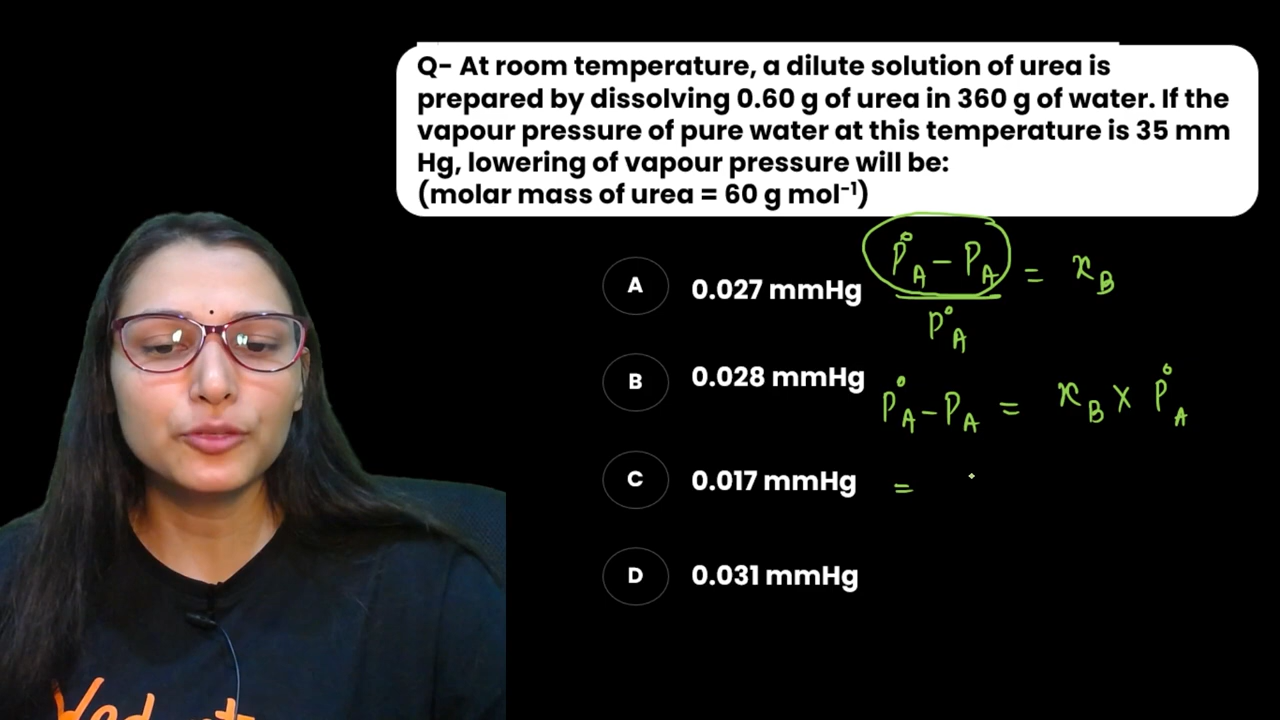 Q- At room temperature, a dilute solution of urea is
prepared by dissolving 0.60 g of urea in 360 g of water. If the
vapour pressure of pure water at this temperature is 35 mm
Hg, lowering of vapour pressure will be:
(molar mass of urea = 60 g mol⁻¹)
A 0.027 mmHg
B 0.028 mmHg
C 0.017 mmHg
D 0.031 mmHg
P°A − PA = xB
P°A
P°A − PA = xB × P°A
=